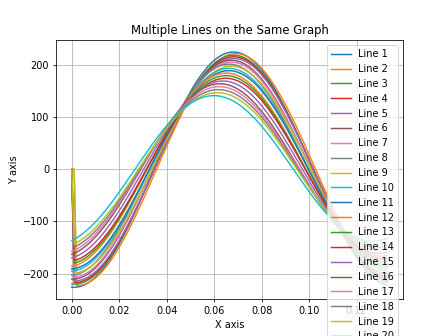 Multiple Lines on the Same Graph
Y axis
200
100
0
−100
−200
0.00
0.02
0.04
0.06
0.08
0.10
X axis
Line 1
Line 2
Line 3
Line 4
Line 5
Line 6
Line 7
Line 8
Line 9
Line 10
Line 11
Line 12
Line 13
Line 14
Line 15
Line 16
Line 17
Line 18
Line 19
Line 20